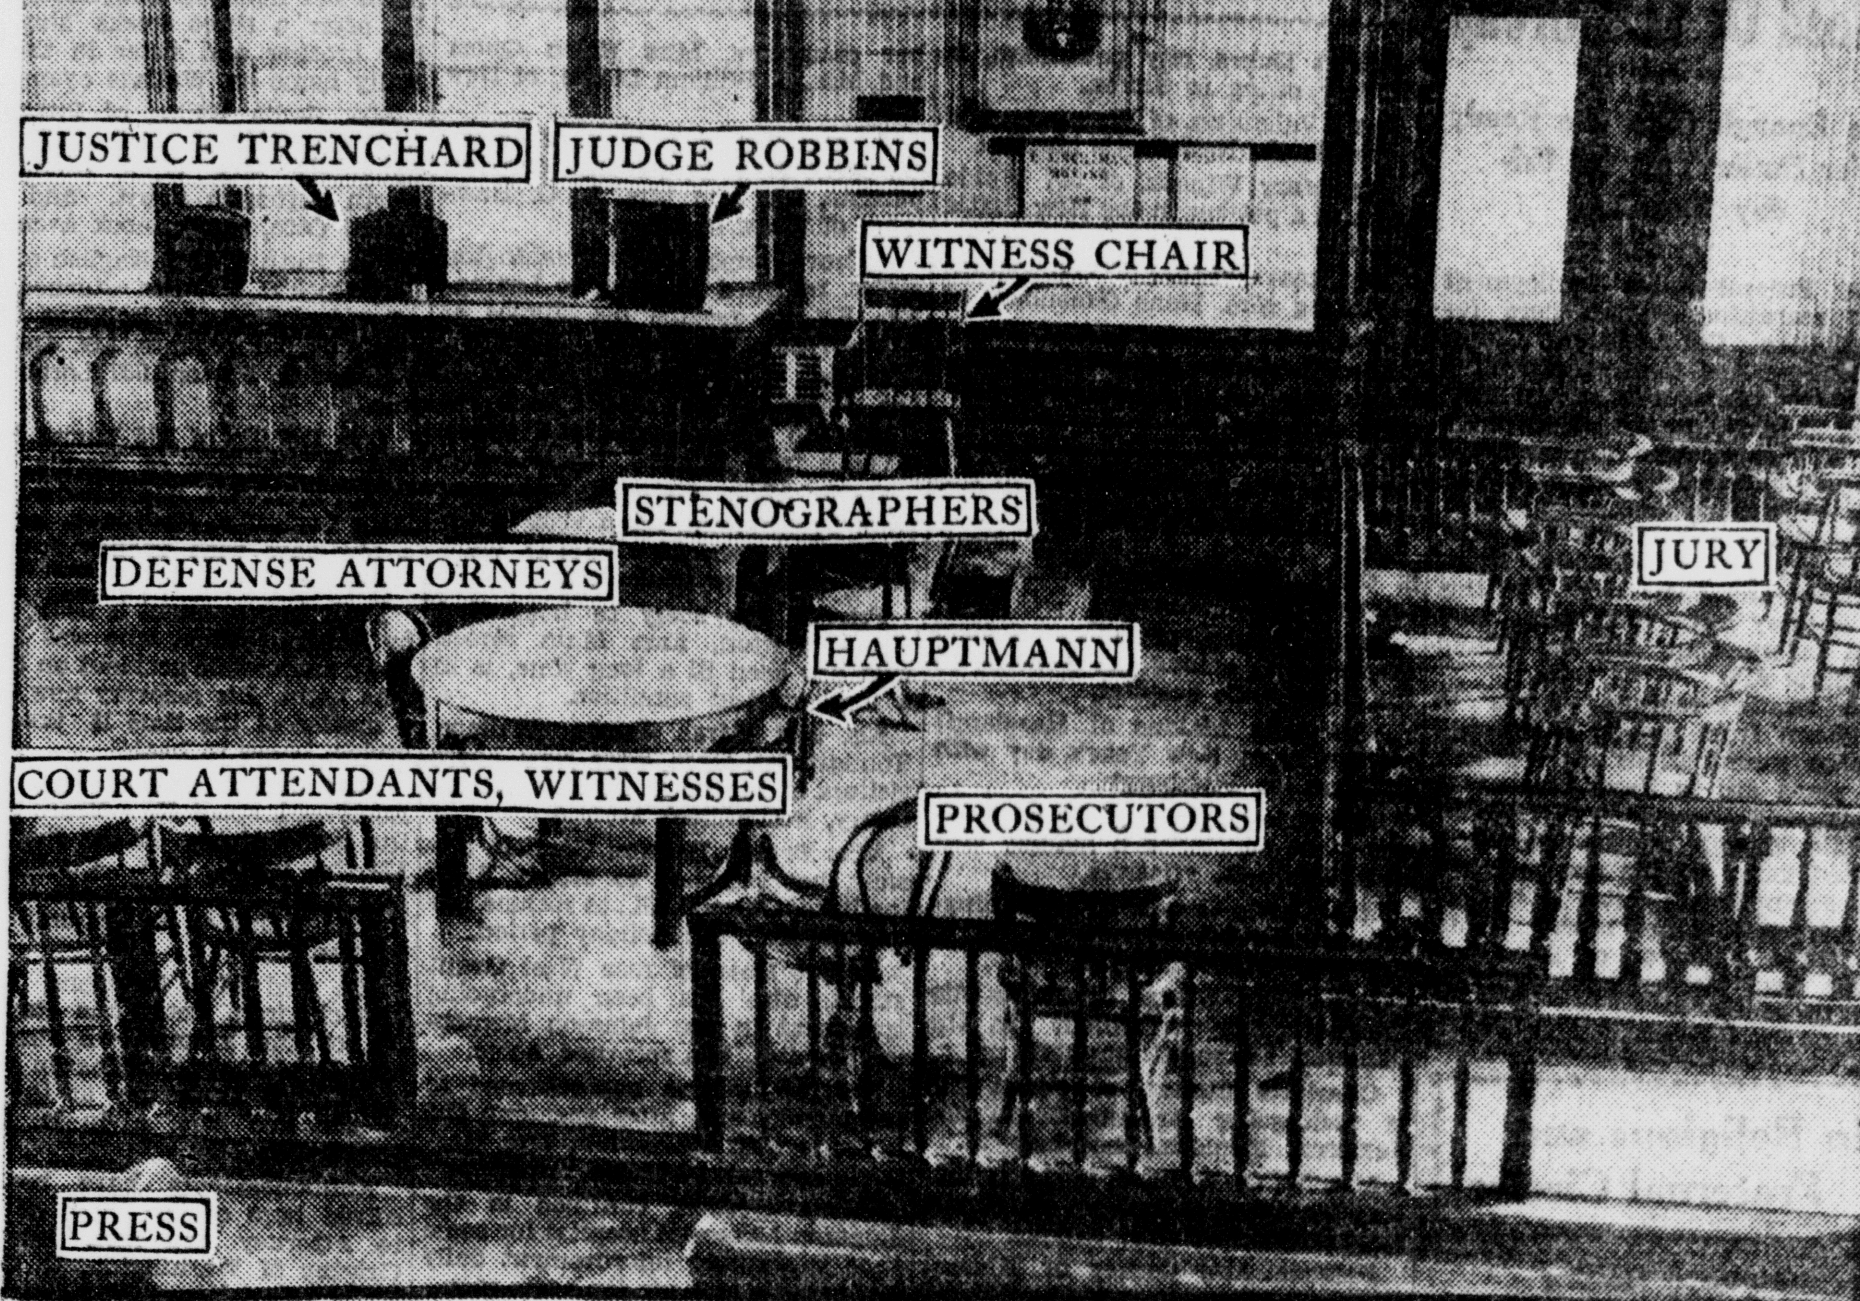 JUSTICE TRENCHARD
JUDGE ROBBINS
WITNESS CHAIR
STENOGRAPHERS
JURY
DEFENSE ATTORNEYS
HAUPTMANN
COURT ATTENDANTS, WITNESSES
PROSECUTORS
PRESS